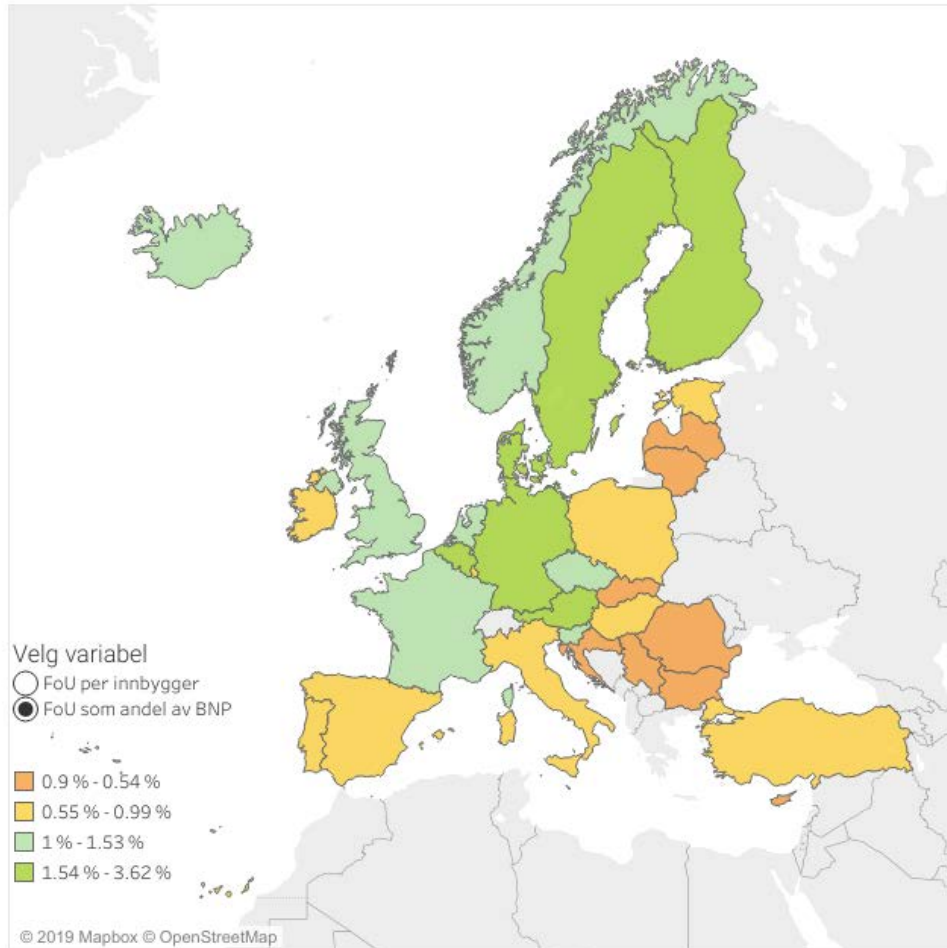 Velg variabel
FoU per innbygger
FoU som andel av BNP
0.9 % - 0.54 %
0.55 % - 0.99 %
1 % - 1.53 %
1.54 % - 3.62 %
© 2019 Mapbox © OpenStreetMap